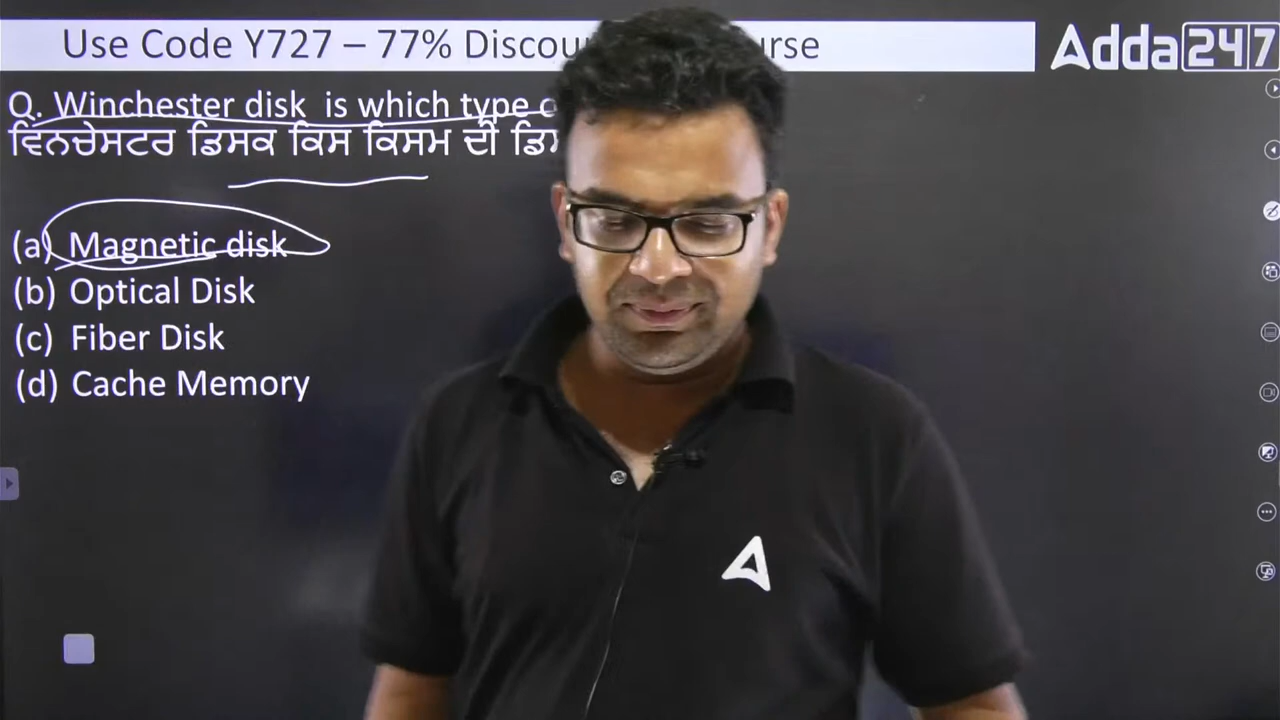 Use Code Y727 – 77% Discou urse
Adda247
Q. Winchester disk is which type
ਵਿਨਚੇਸਟਰ ਡਿਸਕ ਕਿਸ ਕਿਸਮ ਦੀ
(a) Magnetic disk
(b) Optical Disk
(c) Fiber Disk
(d) Cache Memory